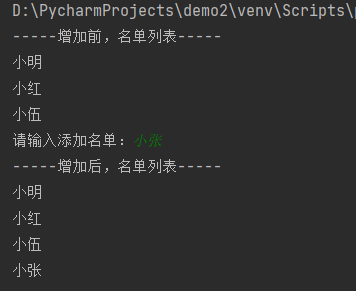 D:\PycharmProjects\demo2\venv\Scripts\
-----增加前，名单列表-----
小明
小红
小伍
请输入添加名单：小张
-----增加后，名单列表-----
小明
小红
小伍
小张